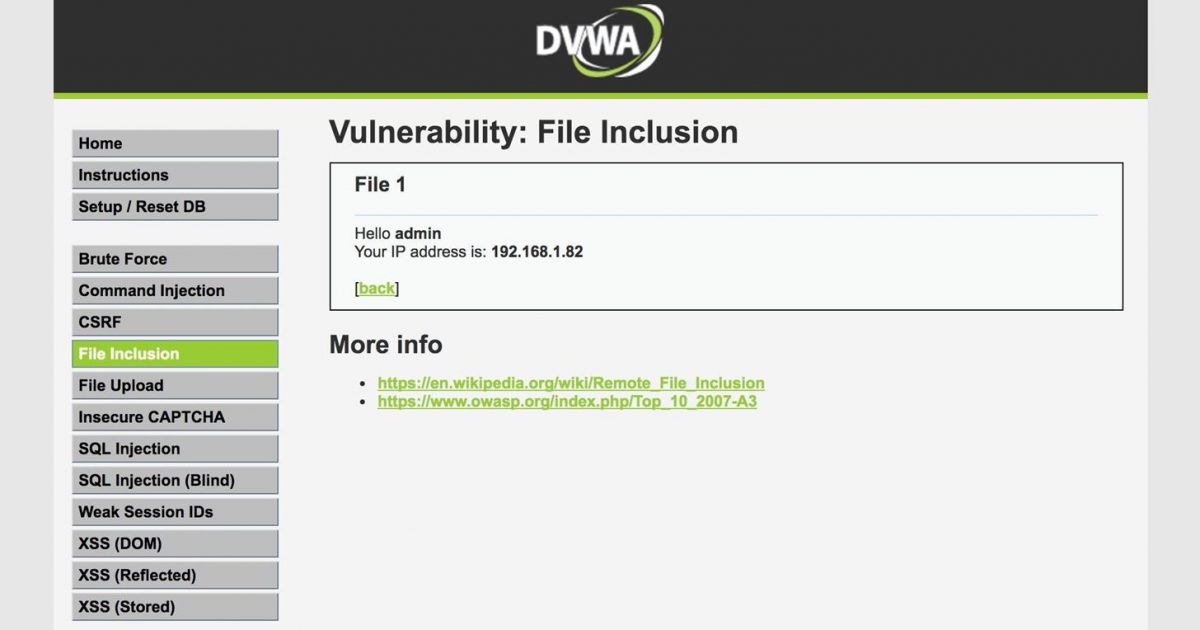 DVWA
Home
Instructions
Setup / Reset DB
Brute Force
Command Injection
CSRF
File Inclusion
File Upload
Insecure CAPTCHA
SQL Injection
SQL Injection (Blind)
Weak Session IDs
XSS (DOM)
XSS (Reflected)
XSS (Stored)
Vulnerability: File Inclusion
File 1
Hello admin
Your IP address is: 192.168.1.82
[back]
More info
https://en.wikipedia.org/wiki/Remote_File_Inclusion
https://www.owasp.org/index.php/Top_10_2007-A3